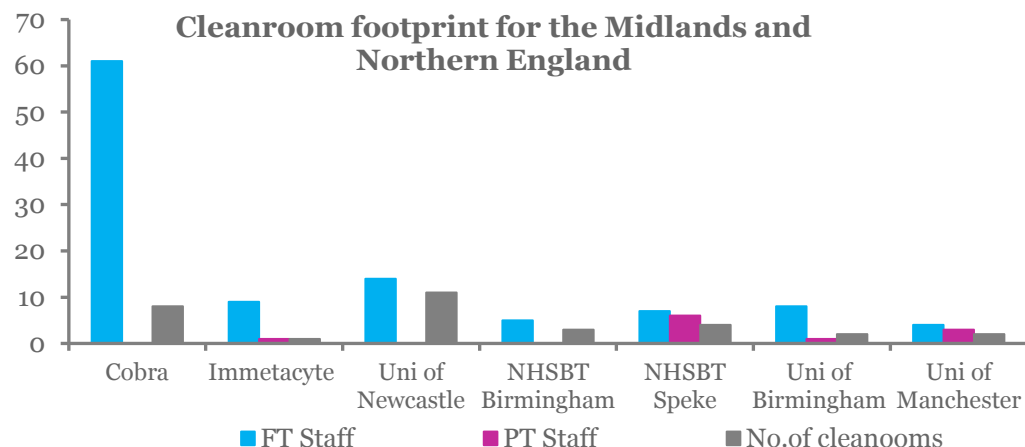 Cleanroom footprint for the Midlands and
Northern England
70
60
50
40
30
20
10
0
Cobra
Immetacyte
Uni of
Newcastle
NHSBT
Birmingham
NHSBT
Speke
Uni of
Birmingham
Uni of
Manchester
FT Staff
PT Staff
No.of cleanooms